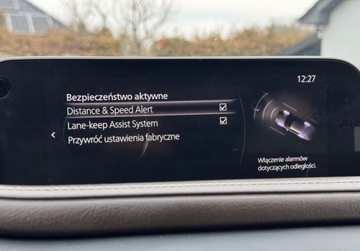 12:27
Bezpieczeństwo aktywne
Distance & Speed Alert
Lane-keep Assist System
Przywróć ustawienia fabryczne
Włączenie alarmów
dotyczących odległości.